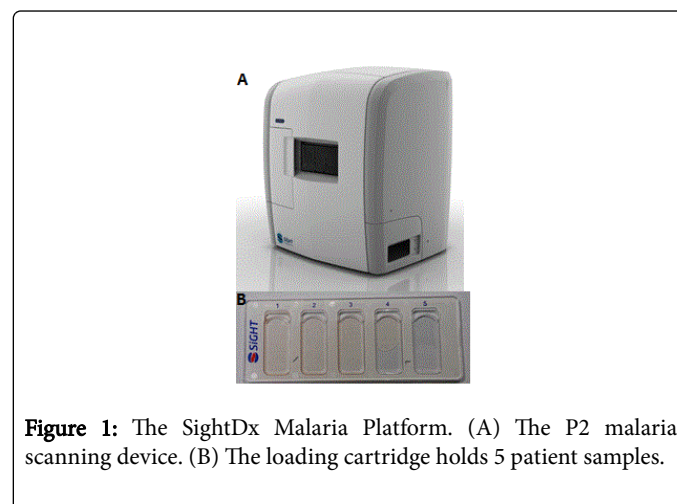 A
SIGHT
B
1 2 3 4 5
SIGHT
Figure 1: The SightDx Malaria Platform. (A) The P2 malaria
scanning device. (B) The loading cartridge holds 5 patient samples.